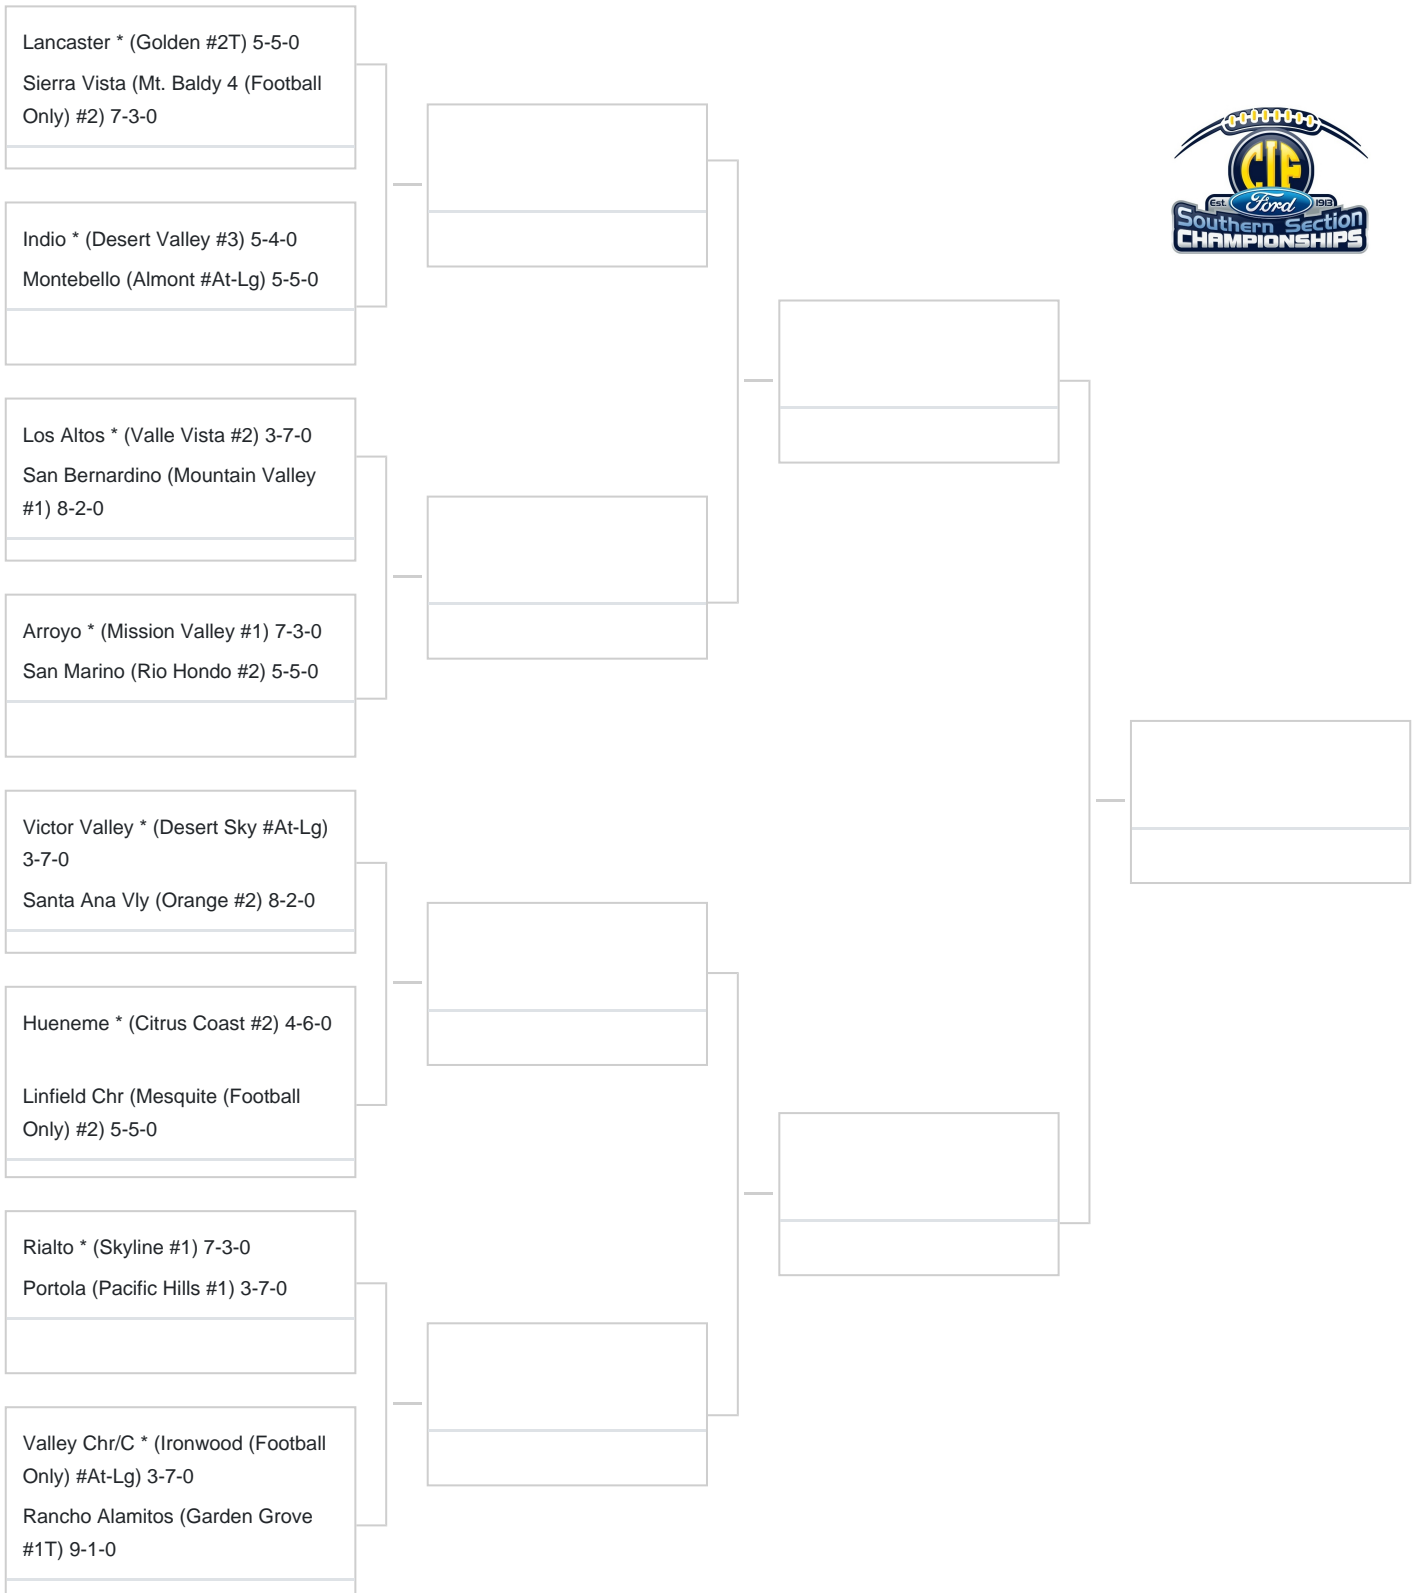 Lancaster * (Golden #2T) 5-5-0
Sierra Vista (Mt. Baldy 4 (Football
Only) #2) 7-3-0
CIF
Est. Ford 1913
Southern Section
CHAMPIONSHIPS
Indio * (Desert Valley #3) 5-4-0
Montebello (Almont #At-Lg) 5-5-0
Los Altos * (Valle Vista #2) 3-7-0
San Bernardino (Mountain Valley
#1) 8-2-0
Arroyo * (Mission Valley #1) 7-3-0
San Marino (Rio Hondo #2) 5-5-0
Victor Valley * (Desert Sky #At-Lg)
3-7-0
Santa Ana Vly (Orange #2) 8-2-0
Hueneme * (Citrus Coast #2) 4-6-0
Linfield Chr (Mesquite (Football
Only) #2) 5-5-0
Rialto * (Skyline #1) 7-3-0
Portola (Pacific Hills #1) 3-7-0
Valley Chr/C * (Ironwood (Football
Only) #At-Lg) 3-7-0
Rancho Alamitos (Garden Grove
#1T) 9-1-0